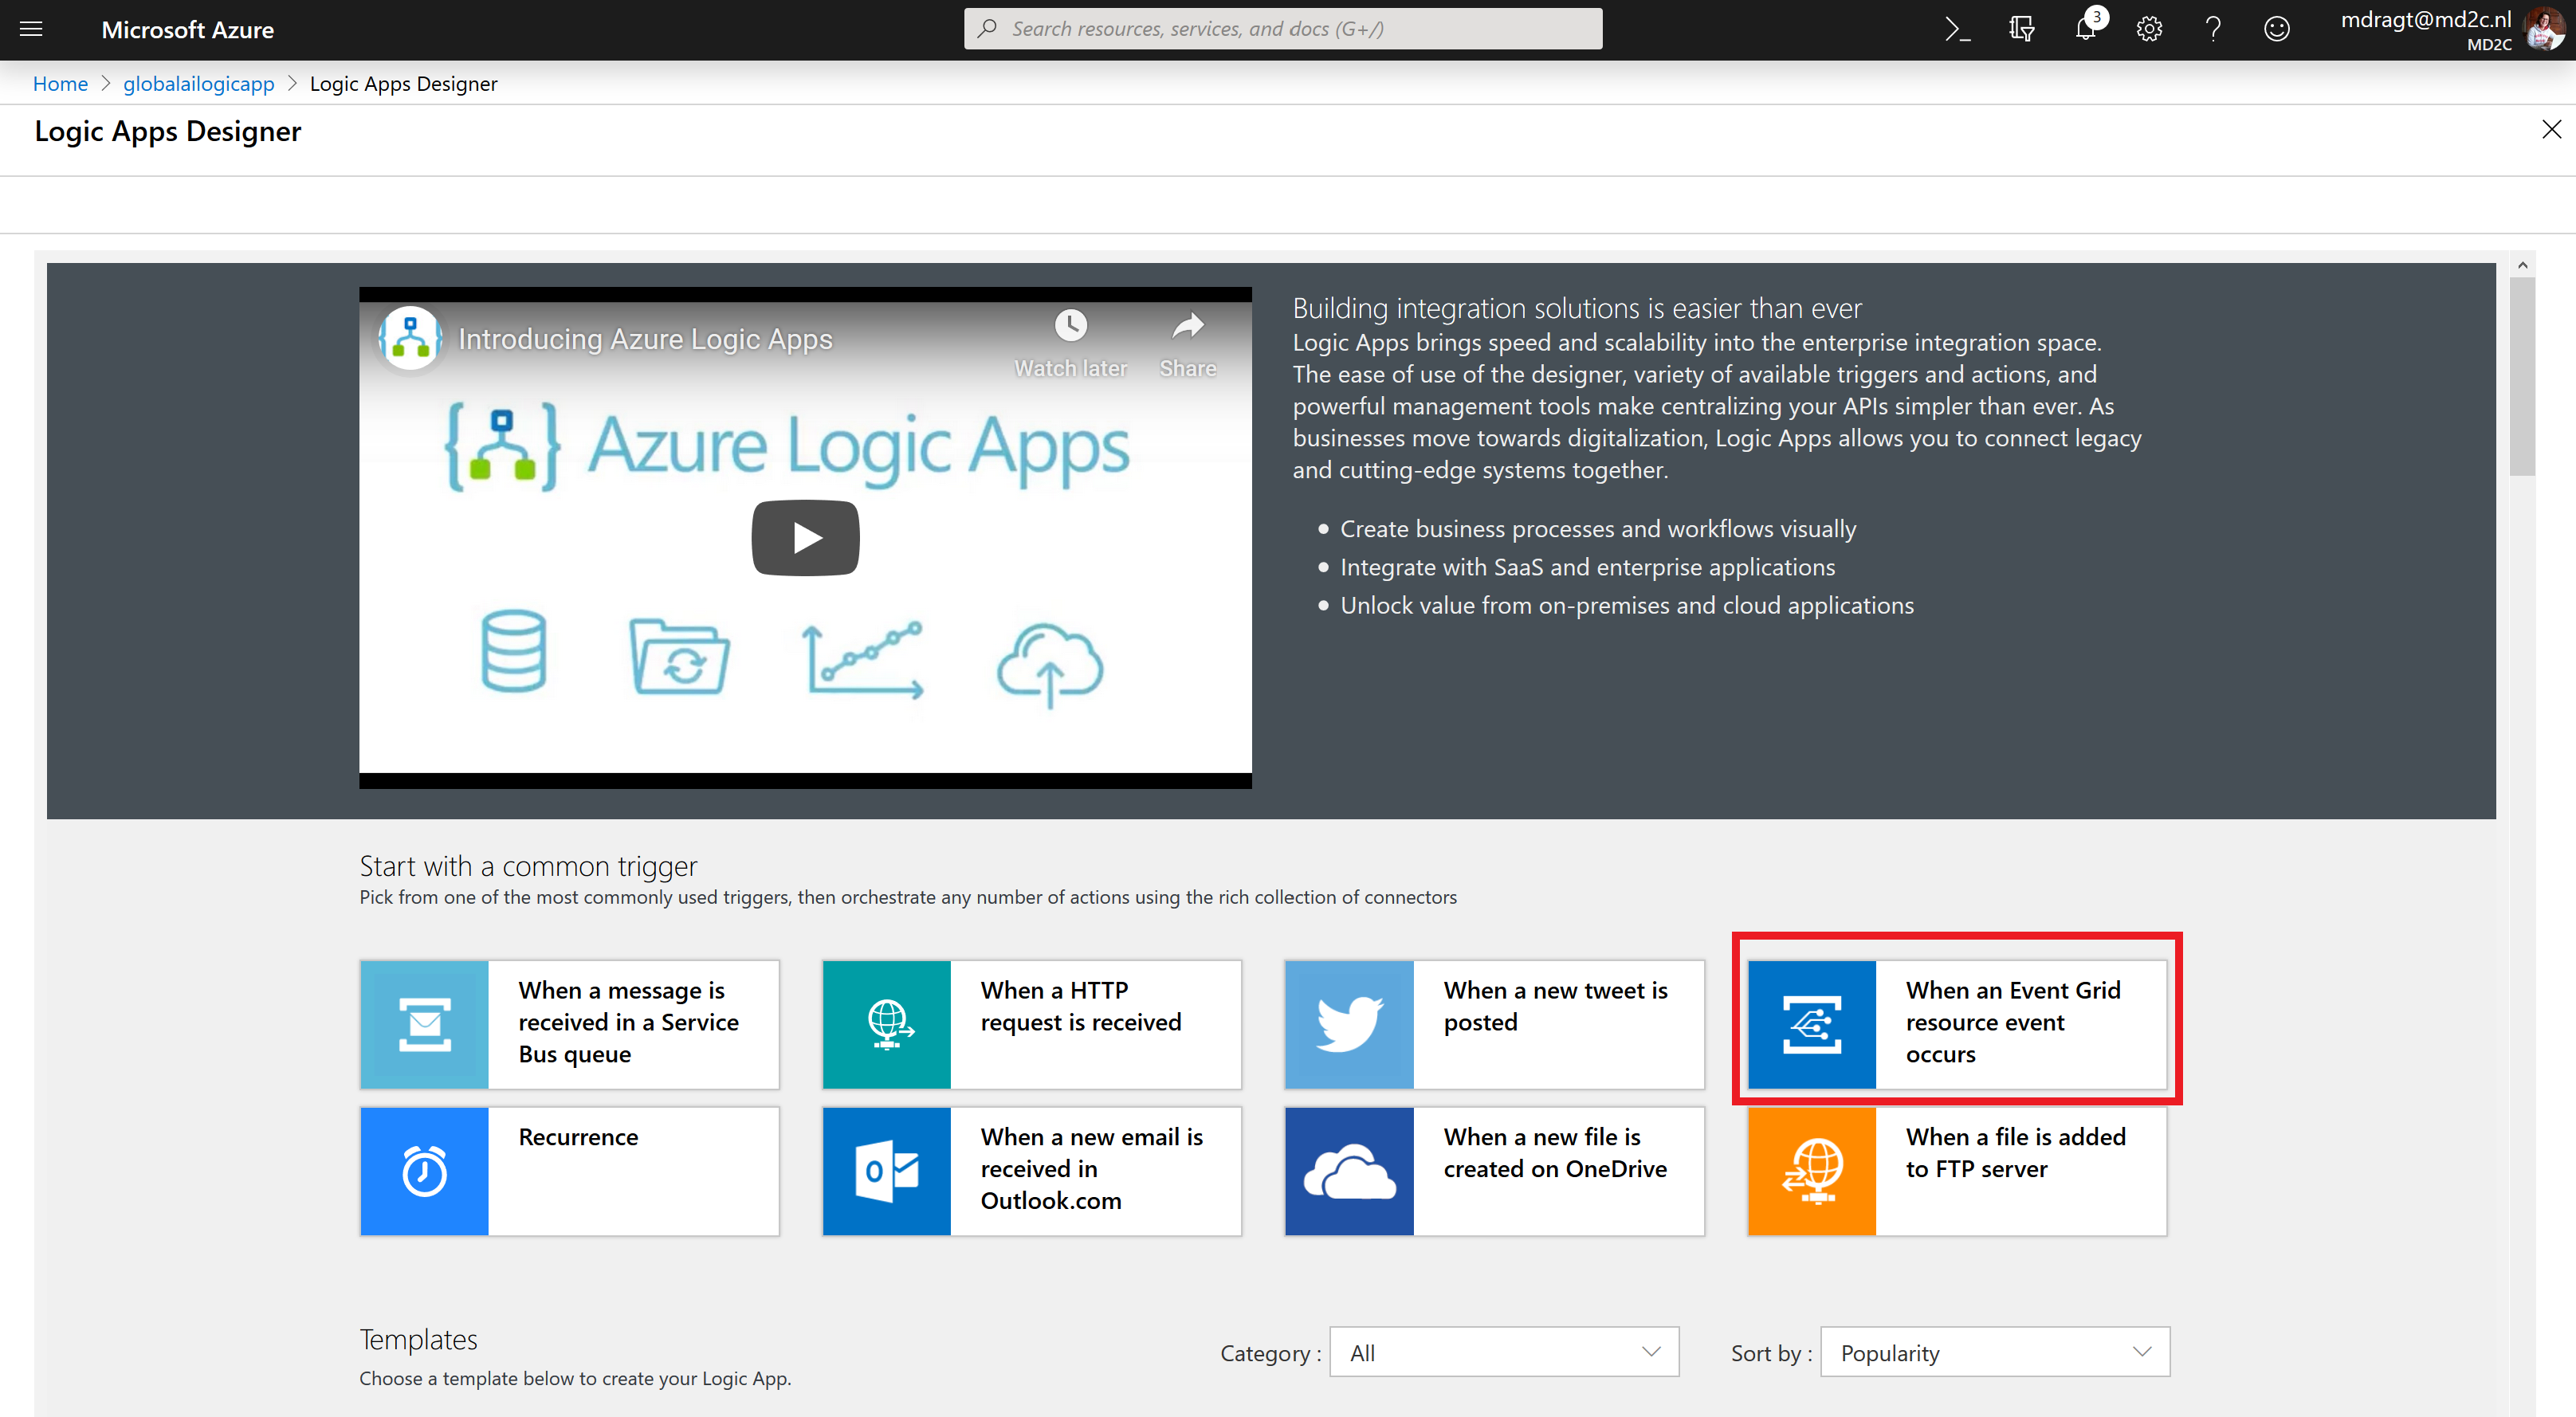 Microsoft Azure
Search resources, services, and docs (G+/)
3
mdragt@md2c.nl
MD2C
Home > globalailogicapp > Logic Apps Designer
Logic Apps Designer
Introducing Azure Logic Apps
Watch later
Share
Azure Logic Apps
Building integration solutions is easier than ever
Logic Apps brings speed and scalability into the enterprise integration space.
The ease of use of the designer, variety of available triggers and actions, and
powerful management tools make centralizing your APIs simpler than ever. As
businesses move towards digitalization, Logic Apps allows you to connect legacy
and cutting-edge systems together.
Create business processes and workflows visually
Integrate with SaaS and enterprise applications
Unlock value from on-premises and cloud applications
Start with a common trigger
Pick from one of the most commonly used triggers, then orchestrate any number of actions using the rich collection of connectors
When a message is
received in a Service
Bus queue
When a HTTP
request is received
When a new tweet is
posted
When an Event Grid
resource event
occurs
Recurrence
When a new email is
received in
Outlook.com
When a new file is
created on OneDrive
When a file is added
to FTP server
Templates
Choose a template below to create your Logic App.
Category :
All
Sort by :
Popularity